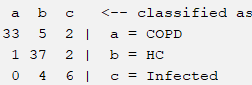 a b c <-- classified as
33 5 2 | a = COPD
1 37 2 | b = HC
0 4 6 | c = Infected